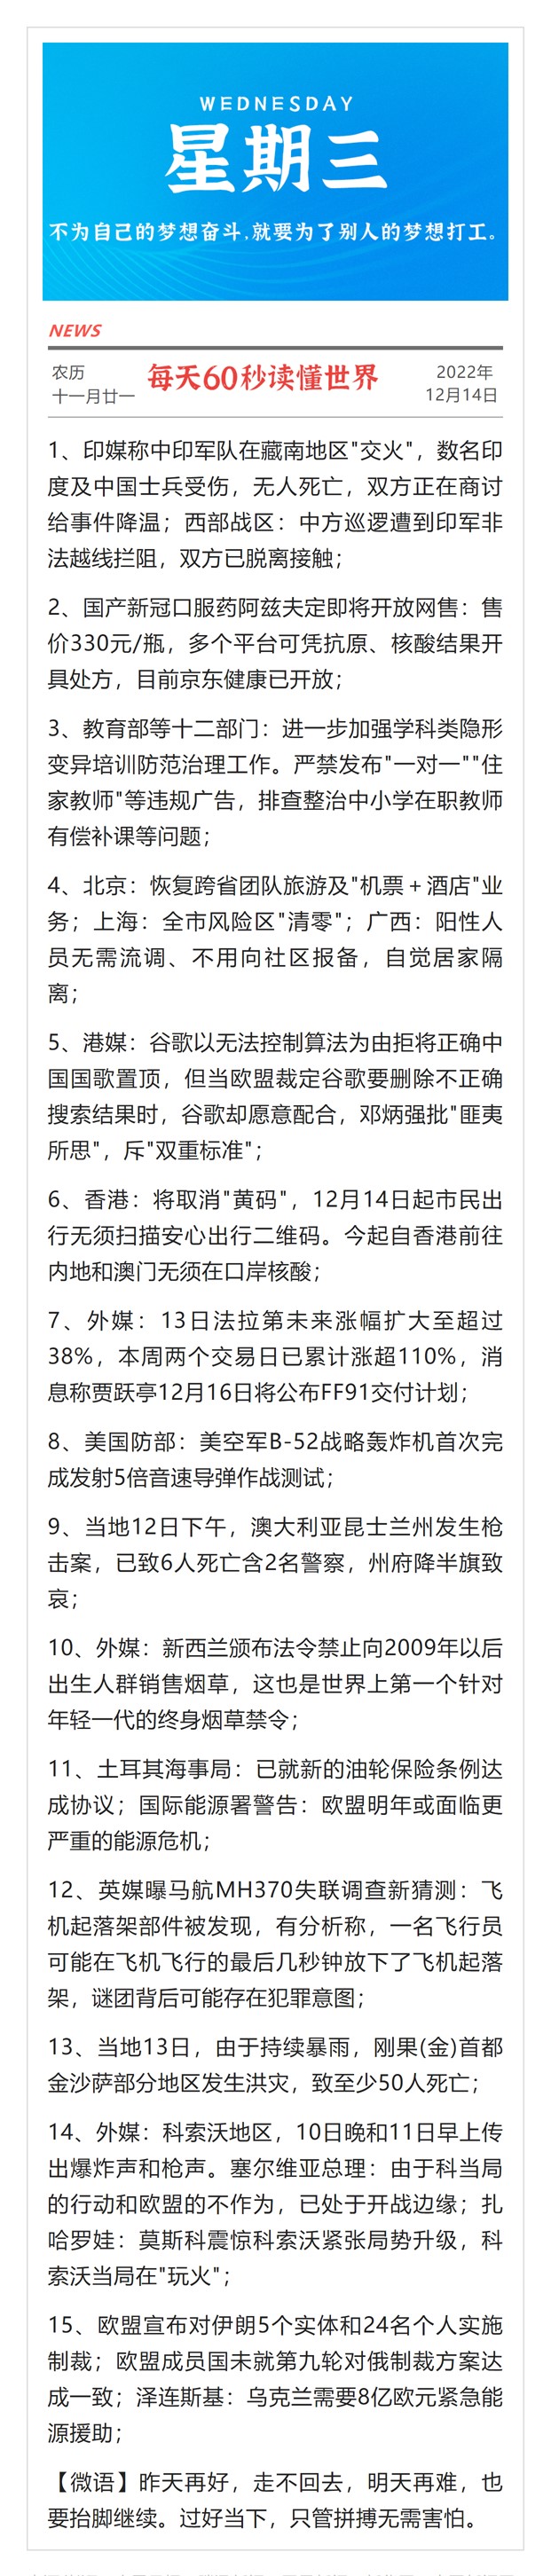 WEDNESDAY
星期三
不为自己的梦想奋斗,就要为了别人的梦想打工。
NEWS
农历
十一月廿一
每天60秒读懂世界
2022年
12月14日
1、印媒称中印军队在藏南地区"交火"，数名印
度及中国士兵受伤，无人死亡，双方正在商讨
给事件降温；西部战区：中方巡逻遭到印军非
法越线拦阻，双方已脱离接触；
2、国产新冠口服药阿兹夫定即将开放网售：售
价330元/瓶，多个平台可凭抗原、核酸结果开
具处方，目前京东健康已开放；
3、教育部等十二部门：进一步加强学科类隐形
变异培训防范治理工作。严禁发布"一对一""住
家教师"等违规广告，排查整治中小学在职教师
有偿补课等问题；
4、北京：恢复跨省团队旅游及"机票＋酒店"业
务；上海：全市风险区"清零"；广西：阳性人
员无需流调、不用向社区报备，自觉居家隔
离；
5、港媒：谷歌以无法控制算法为由拒将正确中
国国歌置顶，但当欧盟裁定谷歌要删除不正确
搜索结果时，谷歌却愿意配合，邓炳强批"匪夷
所思"，斥"双重标准"；
6、香港：将取消"黄码"，12月14日起市民出
行无须扫描安心出行二维码。今起自香港前往
内地和澳门无须在口岸核酸；
7、外媒：13日法拉第未来涨幅扩大至超过
38%，本周两个交易日已累计涨超110%，消
息称贾跃亭12月16日将公布FF91交付计划；
8、美国防部：美空军B-52战略轰炸机首次完
成发射5倍音速导弹作战测试；
9、当地12日下午，澳大利亚昆士兰州发生枪
击案，已致6人死亡含2名警察，州府降半旗致
哀；
10、外媒：新西兰颁布法令禁止向2009年以后
出生人群销售烟草，这也是世界上第一个针对
年轻一代的终身烟草禁令；
11、土耳其海事局：已就新的油轮保险条例达
成协议；国际能源署警告：欧盟明年或面临更
严重的能源危机；
12、英媒曝马航MH370失联调查新猜测：飞
机起落架部件被发现，有分析称，一名飞行员
可能在飞机飞行的最后几秒钟放下了飞机起落
架，谜团背后可能存在犯罪意图；
13、当地13日，由于持续暴雨，刚果(金)首都
金沙萨部分地区发生洪灾，致至少50人死亡；
14、外媒：科索沃地区，10日晚和11日早上传
出爆炸声和枪声。塞尔维亚总理：由于科当局
的行动和欧盟的不作为，已处于开战边缘；扎
哈罗娃：莫斯科震惊科索沃紧张局势升级，科
索沃当局在"玩火"；
15、欧盟宣布对伊朗5个实体和24名个人实施
制裁；欧盟成员国未就第九轮对俄制裁方案达
成一致；泽连斯基：乌克兰需要8亿欧元紧急能
源援助；
【微语】昨天再好，走不回去，明天再难，也
要抬脚继续。过好当下，只管拼搏无需害怕。